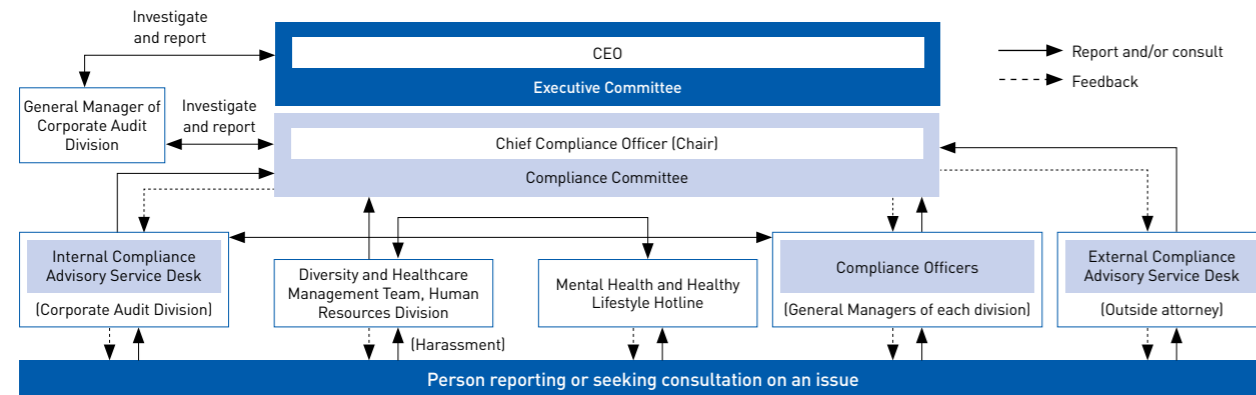 Investigate
and report
CEO
Executive Committee
Report and/or consult
Feedback
General Manager of
Corporate Audit
Division
Investigate
and report
Chief Compliance Officer (Chair)
Compliance Committee
Internal Compliance
Advisory Service Desk
(Corporate Audit Division)
Diversity and Healthcare
Management Team, Human
Resources Division
Mental Health and Healthy
Lifestyle Hotline
Compliance Officers
(General Managers of each division)
External Compliance
Advisory Service Desk
(Outside attorney)
(Harassment)
Person reporting or seeking consultation on an issue